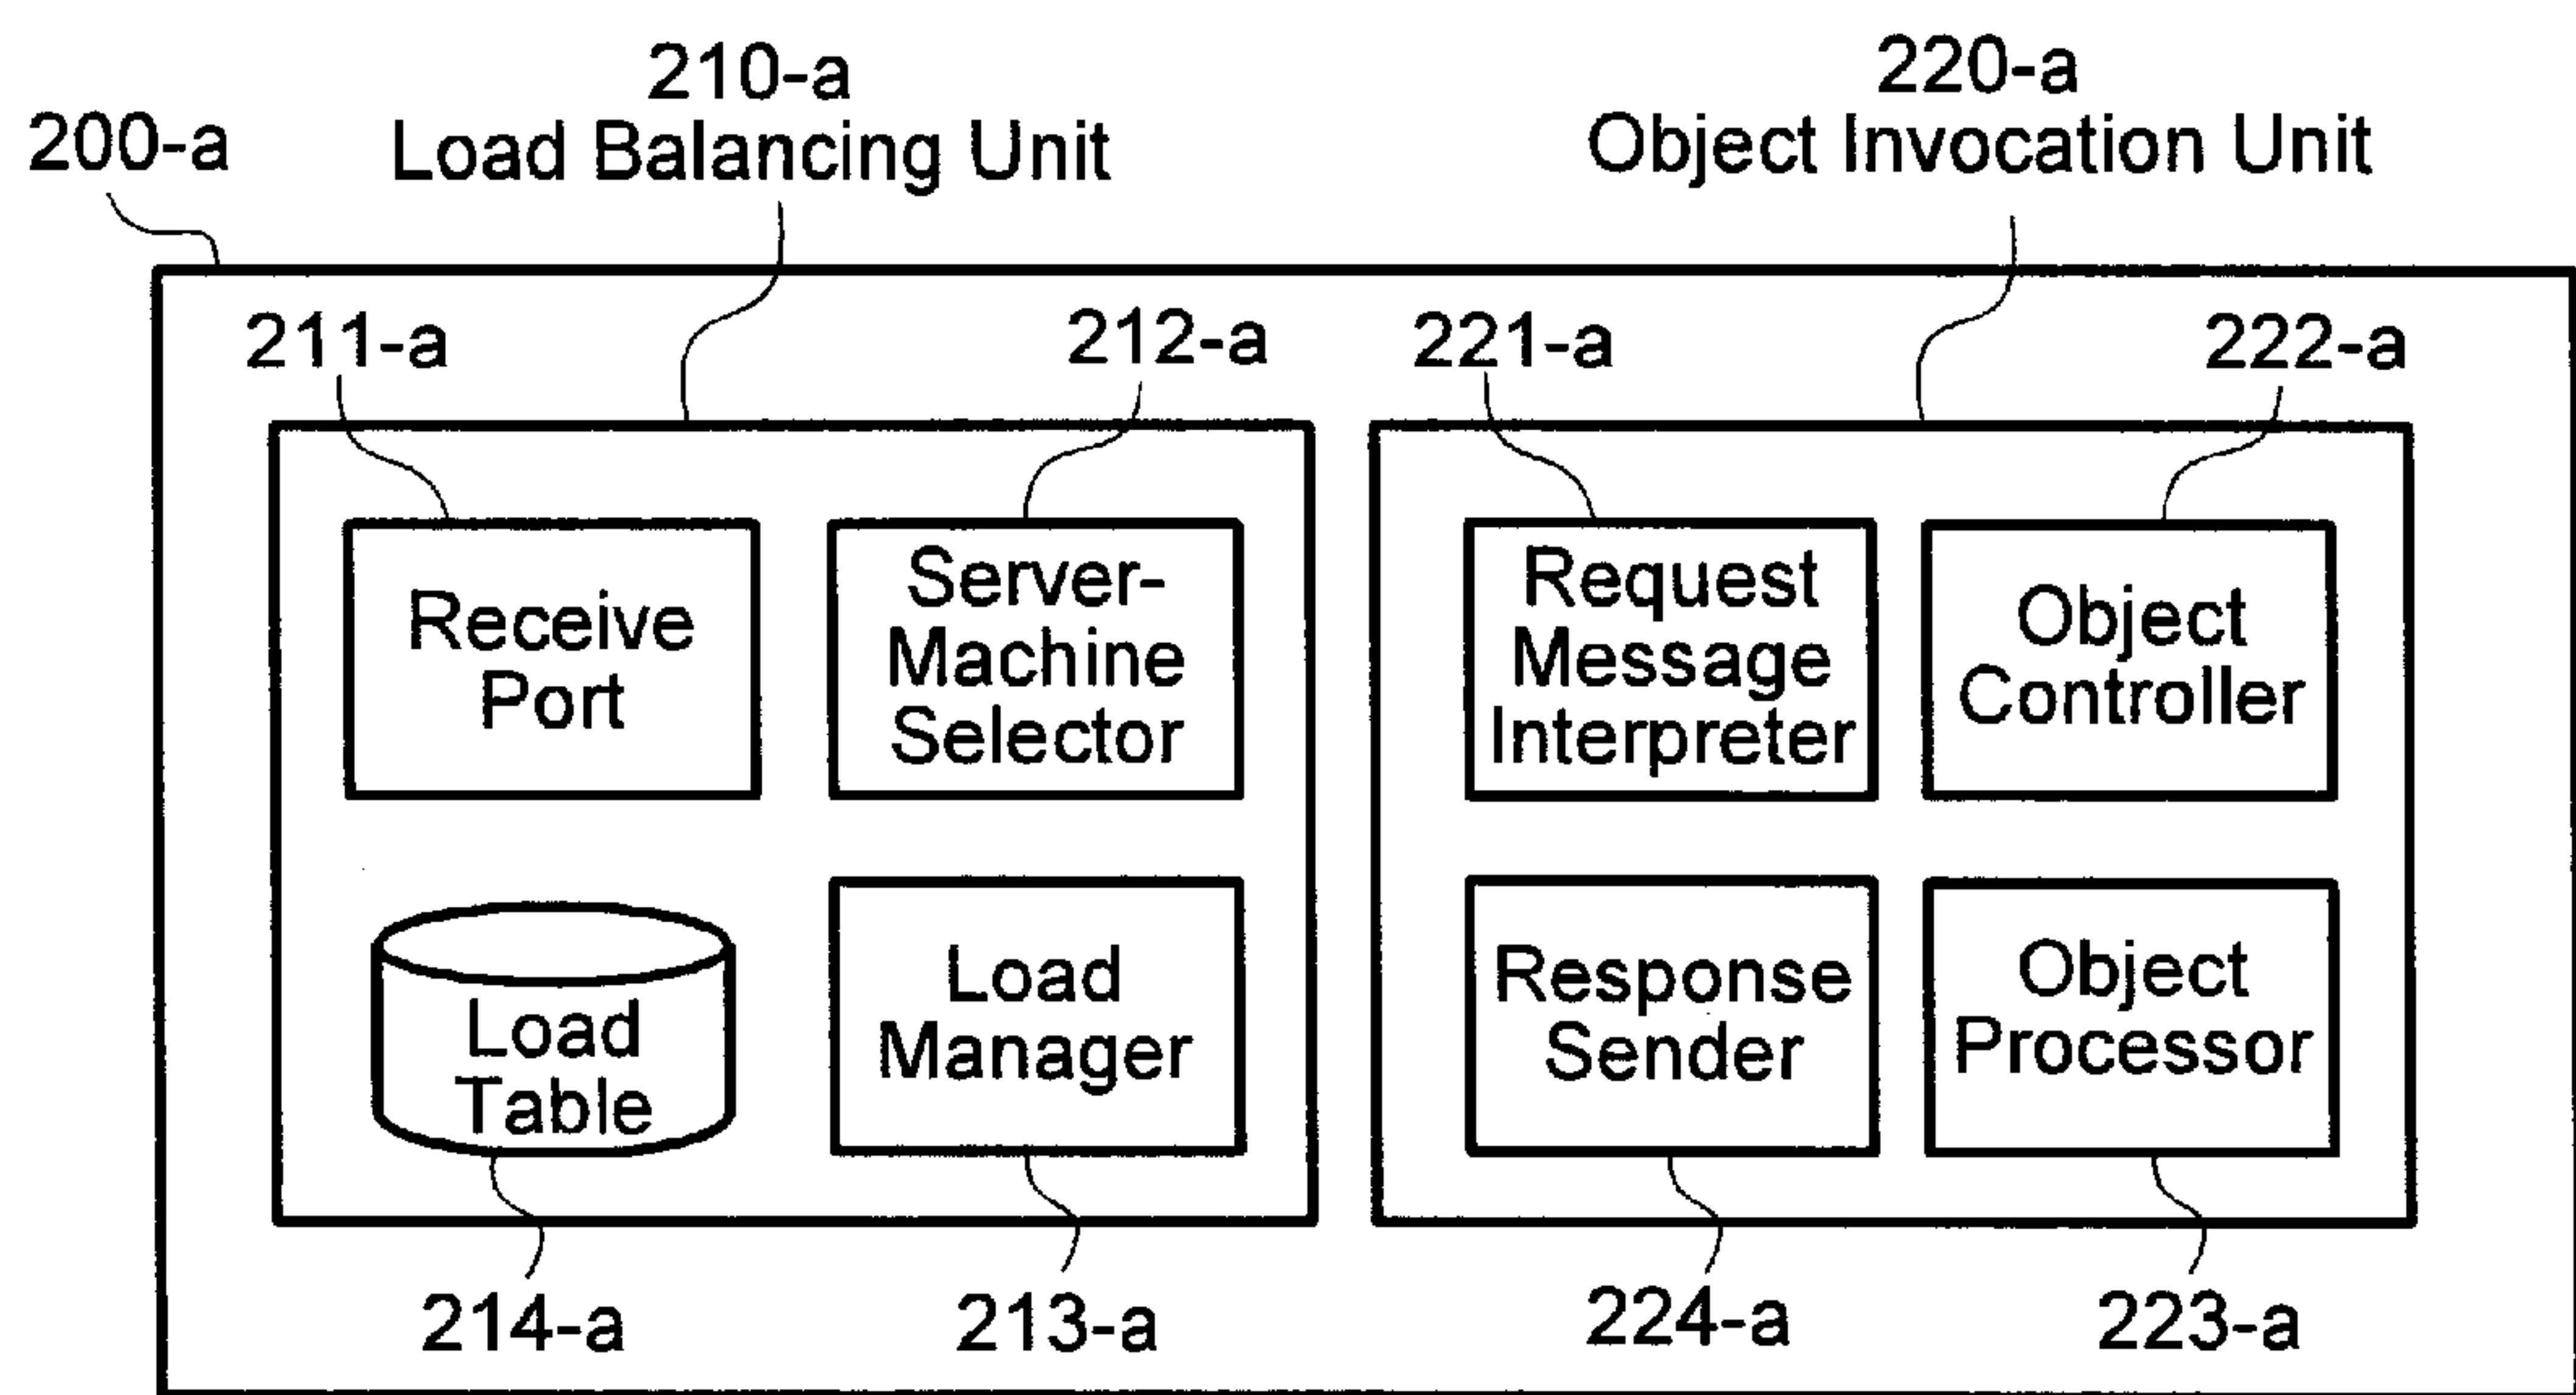 210-a
220-a
200-a
Load Balancing Unit
Object Invocation Unit
211-a
212-a
221-a
222-a
Receive
Port
Server-
Machine
Selector
Request
Message
Interpreter
Object
Controller
Load
Table
Load
Manager
Response
Sender
Object
Processor
214-a
213-a
224-a
223-a